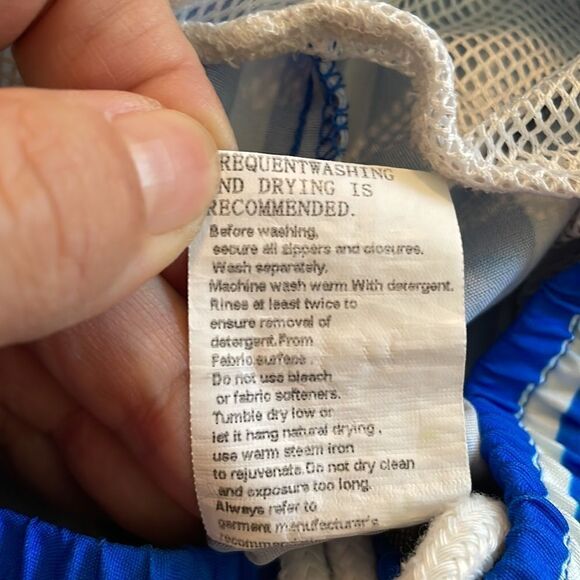 REQUENTWASHING
ND DRYING IS
RECOMMENDED.
Before washing,
secure all zippers and closures.
Wash separately.
Machine wash warm With detergent.
Rinse at least twice to
ensure removal of
detergent.From
Fabric surface .
Do not use bleach
or fabric softeners.
Tumble dry low or
let it hang natural drying ,
use warm steam iron
to rejuvenate.Do not dry clean
and exposure too long.
Always refer to
garment manufacturer's